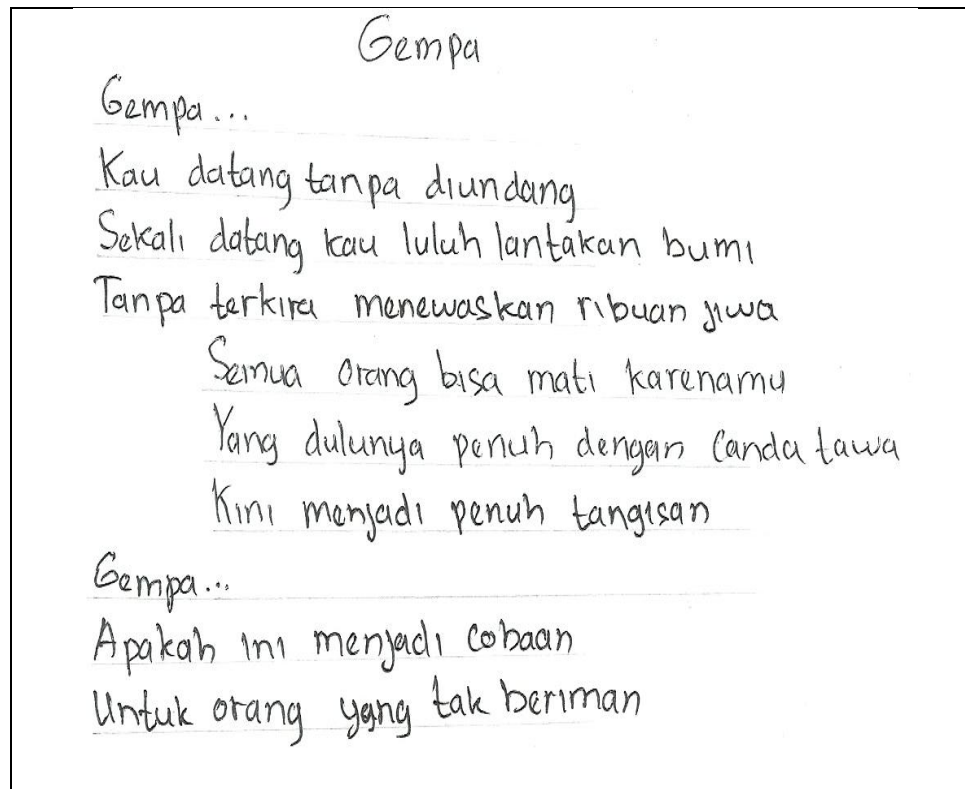 Gempa
Gempa...
Kau datang tanpa diundang
Sekali datang kau luluh lantakan bumi
Tanpa terkira menewaskan ribuan jiwa
Semua orang bisa mati karenamu
Yang dulunya penuh dengan canda tawa
Kini menjadi penuh tangisan
Gempa...
Apakah ini menjadi cobaan
Untuk orang yang tak beriman